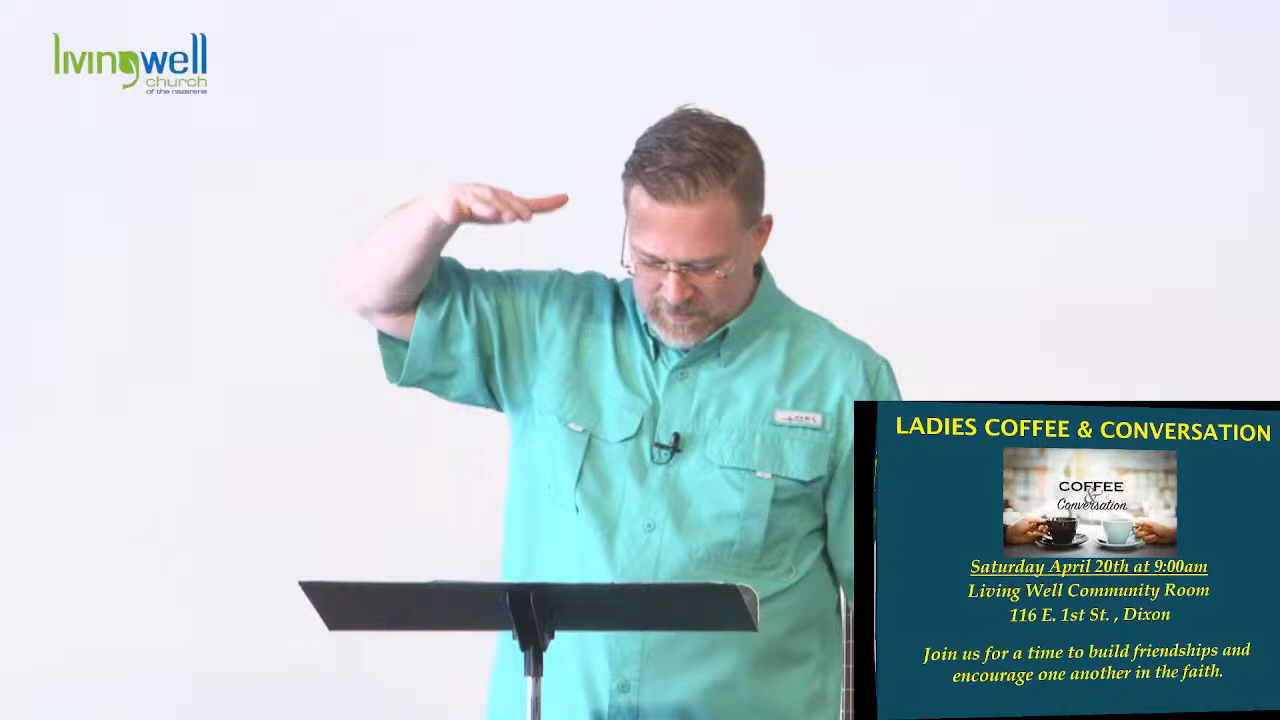 livingwell
church
of the nazarene
LADIES COFFEE & CONVERSATION
COFFEE
&
Conversation
Saturday April 20th at 9:00am
Living Well Community Room
116 E. 1st St. , Dixon
Join us for a time to build friendships and
encourage one another in the faith.